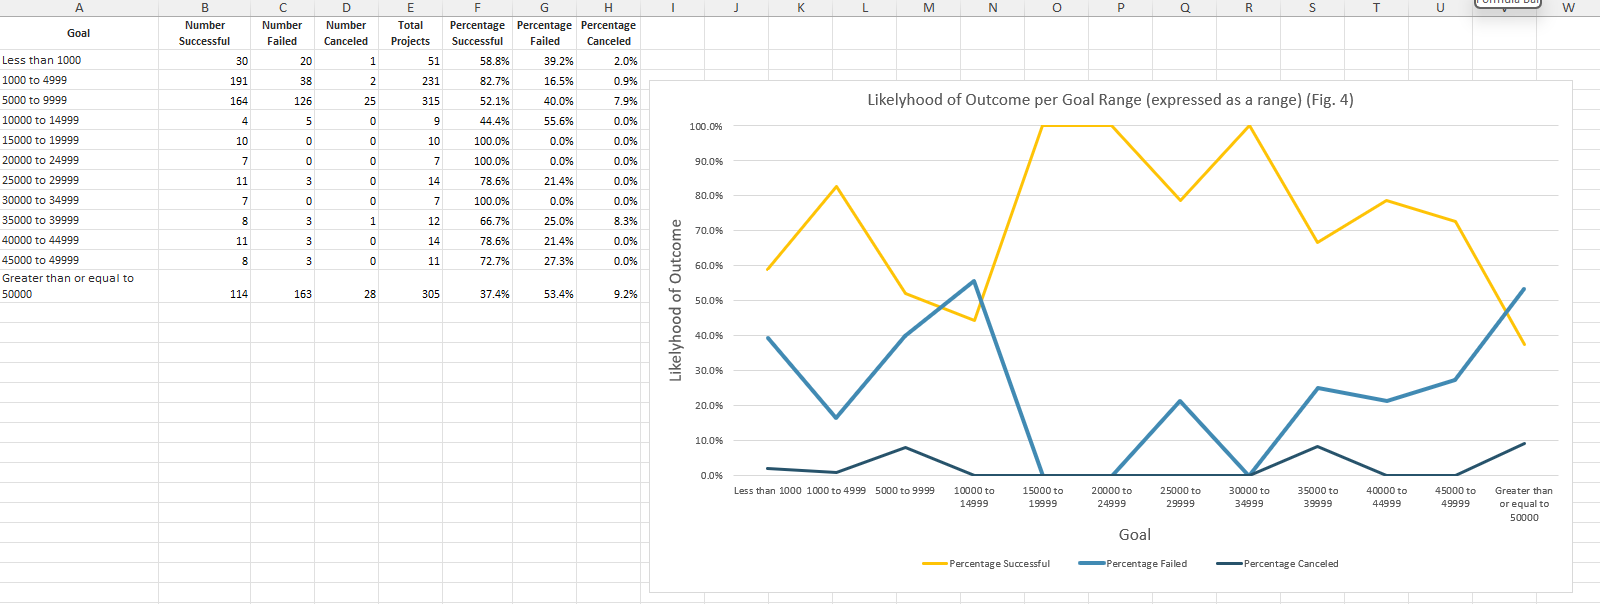 A B C D E F G H I J K L M N O P Q R S T U V W
Goal Number Successful Number Failed Number Canceled Total Projects Percentage Successful Percentage Failed Percentage Canceled
Less than 1000 30 20 1 51 58.8% 39.2% 2.0%
1000 to 4999 191 38 2 231 82.7% 16.5% 0.9%
5000 to 9999 164 126 25 315 52.1% 40.0% 7.9%
10000 to 14999 4 5 0 9 44.4% 55.6% 0.0%
15000 to 19999 10 0 0 10 100.0% 0.0% 0.0%
20000 to 24999 7 0 0 7 100.0% 0.0% 0.0%
25000 to 29999 11 3 0 14 78.6% 21.4% 0.0%
30000 to 34999 7 0 0 7 100.0% 0.0% 0.0%
35000 to 39999 8 3 1 12 66.7% 25.0% 8.3%
40000 to 44999 11 3 0 14 78.6% 21.4% 0.0%
45000 to 49999 8 3 0 11 72.7% 27.3% 0.0%
Greater than or equal to
50000 114 163 28 305 37.4% 53.4% 9.2%
Likelyhood of Outcome per Goal Range (expressed as a range) (Fig. 4)
Likelyhood of Outcome
100.0%
90.0%
80.0%
70.0%
60.0%
50.0%
40.0%
30.0%
20.0%
10.0%
0.0%
Less than 1000 1000 to 4999 5000 to 9999 10000 to 15000 to 20000 to 25000 to 30000 to 35000 to 40000 to 45000 to Greater than
14999 19999 24999 29999 34999 39999 44999 49999 or equal to
50000
Goal
Percentage Successful Percentage Failed Percentage Canceled